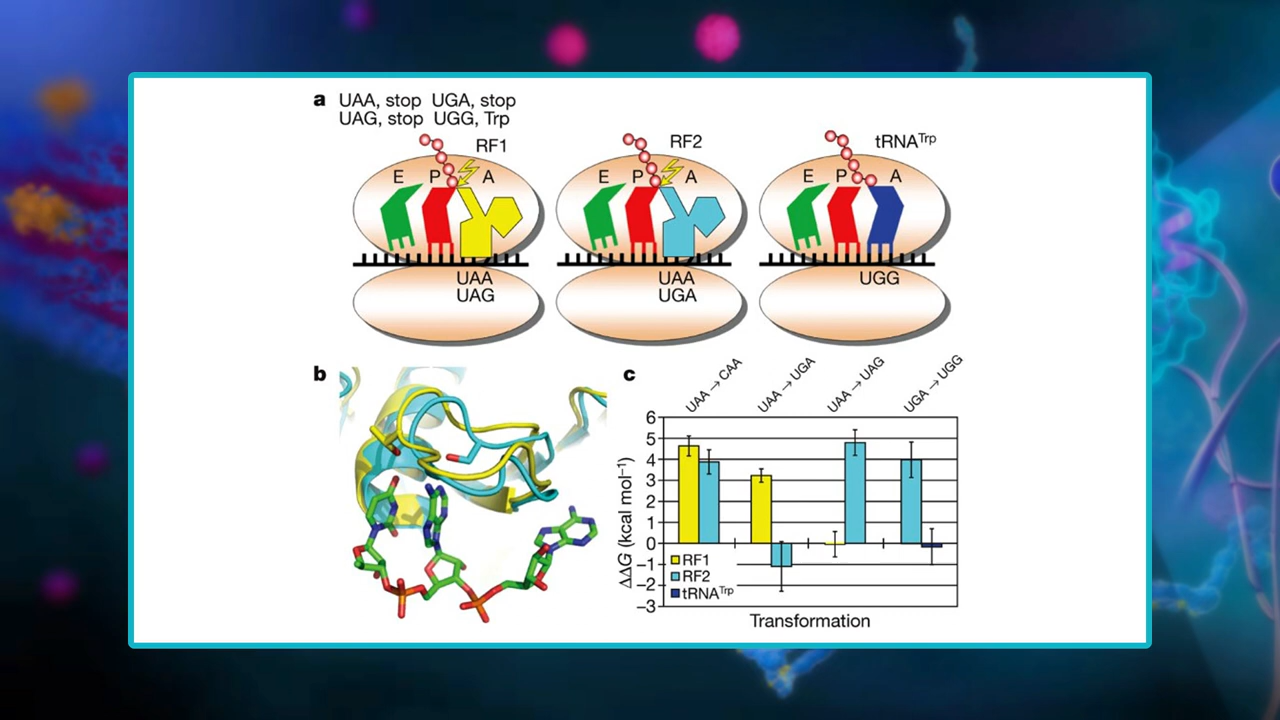 a UAA, stop UGA, stop
UAG, stop UGG, Trp
RF1
E P A
UAA
UAG
RF2
E P A
UAA
UGA
tRNATrp
E P A
UGG
b
c
UAA → CAA
UAA → UGA
UAA → UAG
UGA → UGG
6
5
4
3
2
1
0
−1
−2
−3
ΔΔG (kcal mol−1)
RF1
RF2
tRNATrp
Transformation